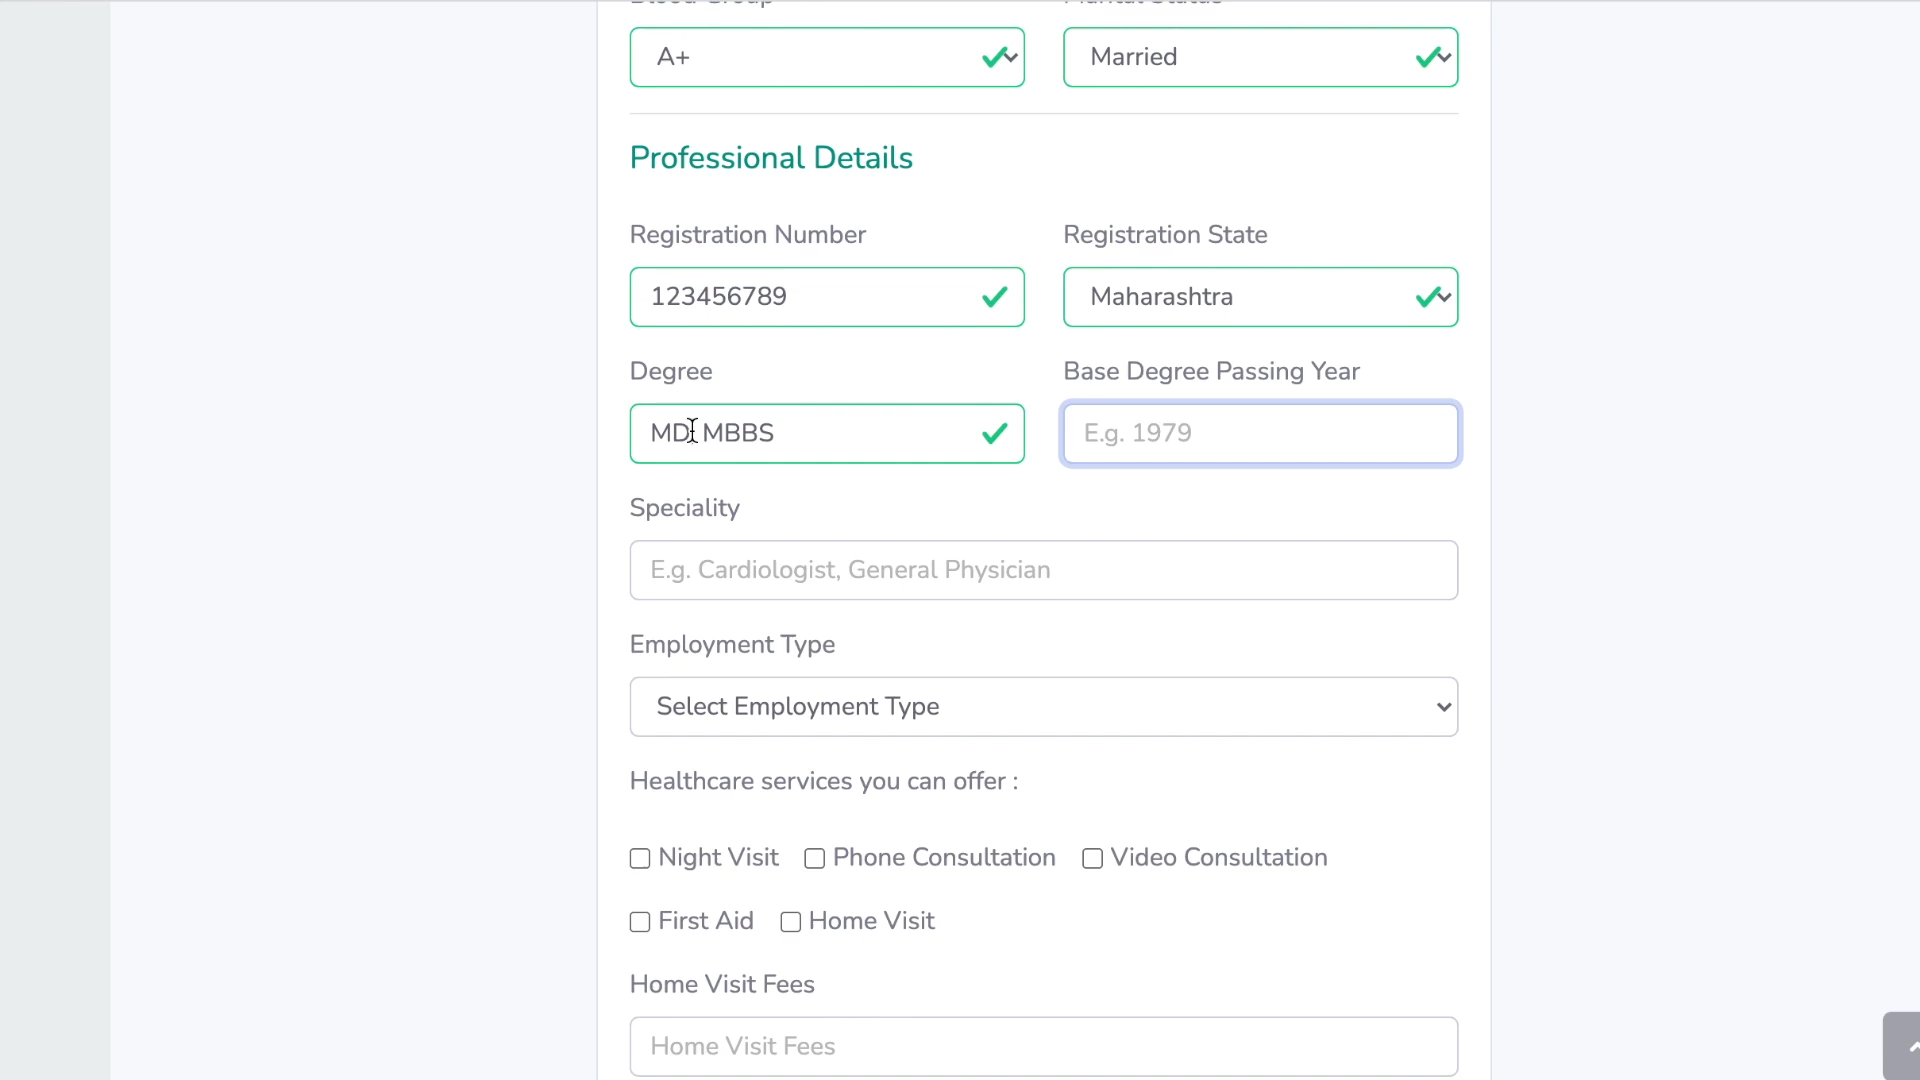 A+ Married
Professional Details
Registration Number Registration State
123456789 Maharashtra
Degree Base Degree Passing Year
MD MBBS E.g. 1979
Speciality
E.g. Cardiologist, General Physician
Employment Type
Select Employment Type
Healthcare services you can offer :
Night Visit Phone Consultation Video Consultation
First Aid Home Visit
Home Visit Fees
Home Visit Fees